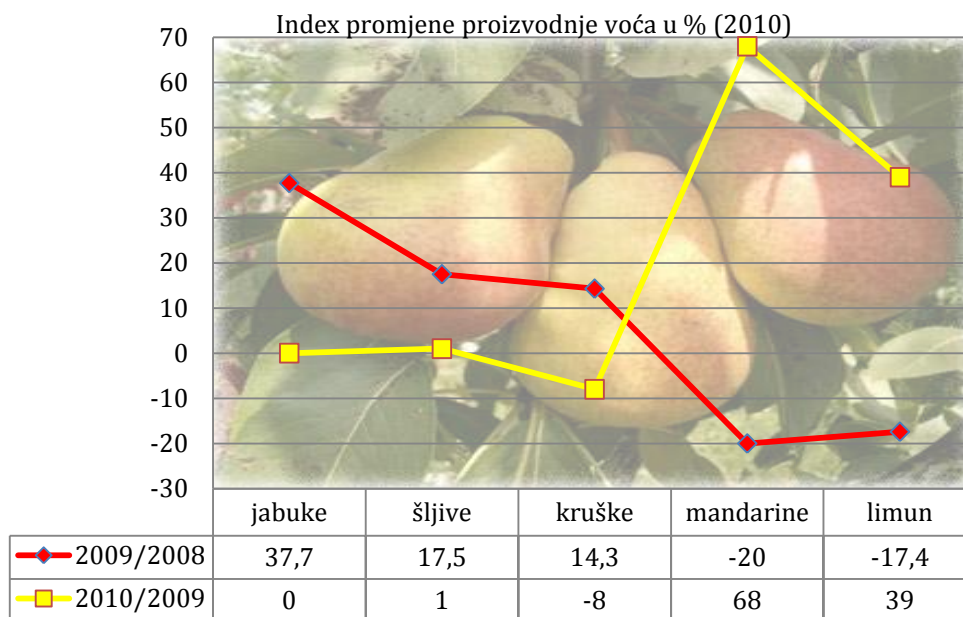 Index promjene proizvodnje voća u % (2010)
70
60
50
40
30
20
10
0
-10
-20
-30
jabuke šljive kruške mandarine limun
2009/2008 37,7 17,5 14,3 -20 -17,4
2010/2009 0 1 -8 68 39